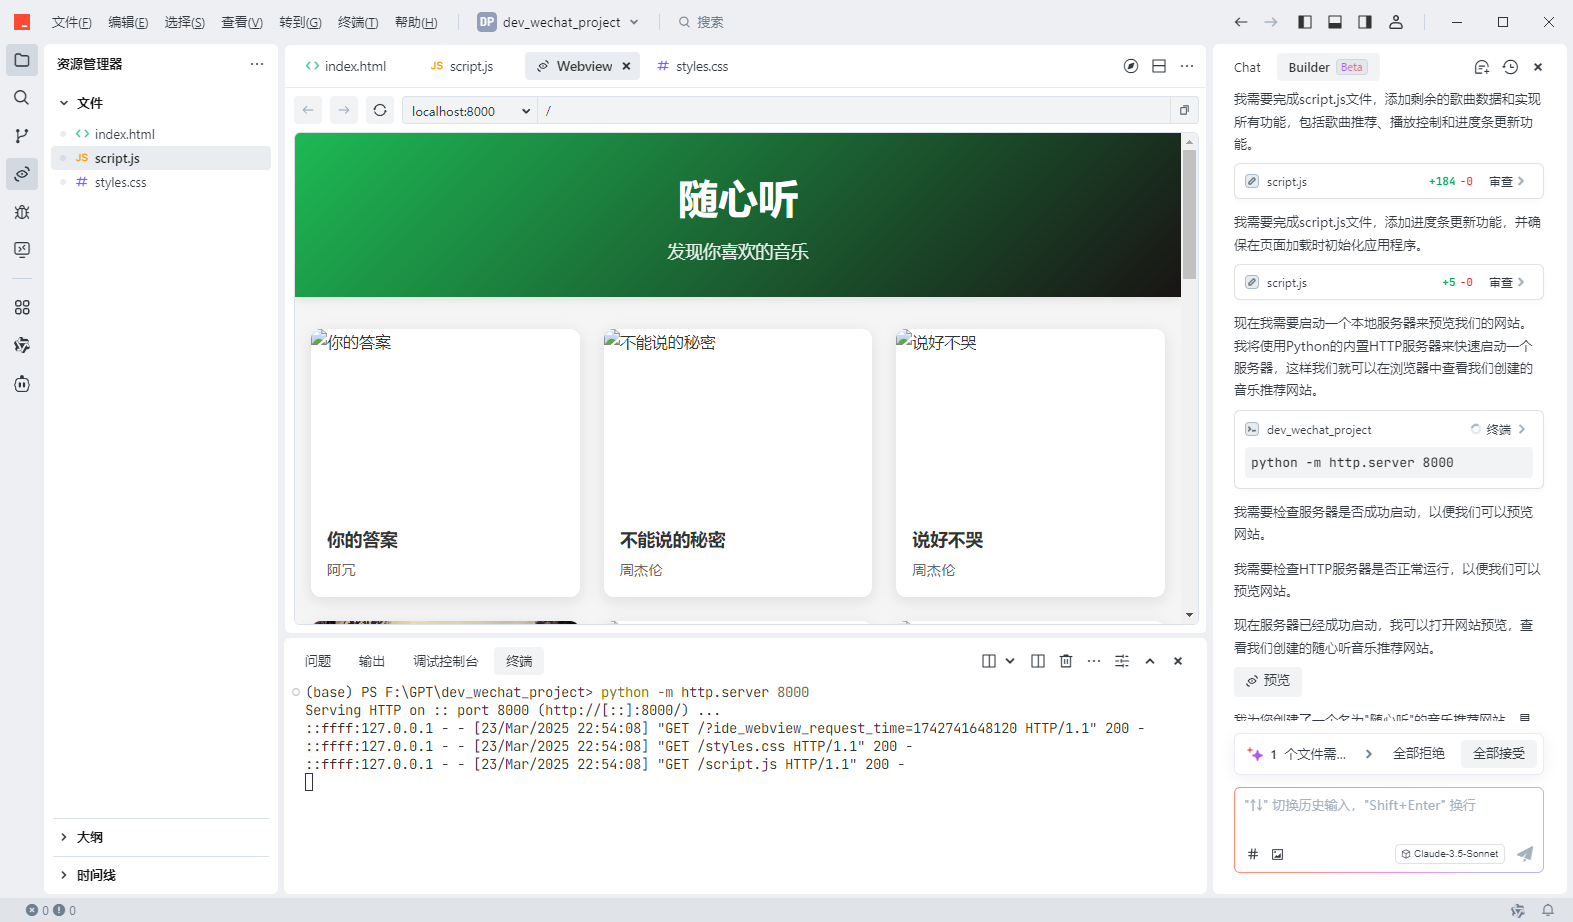 文件(F) 编辑(E) 选择(S) 查看(V) 转到(G) 终端(T) 帮助(H) DP dev_wechat_project 搜索
资源管理器
文件
index.html
JS script.js
# styles.css
大纲
时间线
index.html JS script.js Webview # styles.css
localhost:8000 /
随心听
发现你喜欢的音乐
你的答案 不能说的秘密 说好不哭
你的答案 不能说的秘密 说好不哭
阿冗 周杰伦 周杰伦
问题 输出 调试控制台 终端
(base) PS F:\GPT\dev_wechat_project> python -m http.server 8000
Serving HTTP on :: port 8000 (http://[::]:8000/) ...
::ffff:127.0.0.1 - - [23/Mar/2025 22:54:08] "GET /?ide_webview_request_time=1742741648120 HTTP/1.1" 200 -
::ffff:127.0.0.1 - - [23/Mar/2025 22:54:08] "GET /styles.css HTTP/1.1" 200 -
::ffff:127.0.0.1 - - [23/Mar/2025 22:54:08] "GET /script.js HTTP/1.1" 200 -
Chat Builder Beta
我需要完成script.js文件，添加剩余的歌曲数据和实现
所有功能，包括歌曲推荐、播放控制和进度条更新功
能。
script.js +184 -0 审查
我需要完成script.js文件，添加进度条更新功能，并确
保在页面加载时初始化应用程序。
script.js +5 -0 审查
现在我需要启动一个本地服务器来预览我们的网站。
我将使用Python的内置HTTP服务器来快速启动一个
服务器，这样我们就可以在浏览器中查看我们创建的
音乐推荐网站。
dev_wechat_project 终端
python -m http.server 8000
我需要检查服务器是否成功启动，以便我们可以预览
网站。
我需要检查HTTP服务器是否正常运行，以便我们可以
预览网站。
现在服务器已经成功启动，我可以打开网站预览，查
看我们创建的随心听音乐推荐网站。
预览
我为你创建了一个名为"随心听"的音乐推荐网站，具
1 个文件需... 全部拒绝 全部接受
"↑↓" 切换历史输入，"Shift+Enter" 换行
# Claude-3.5-Sonnet
0 0